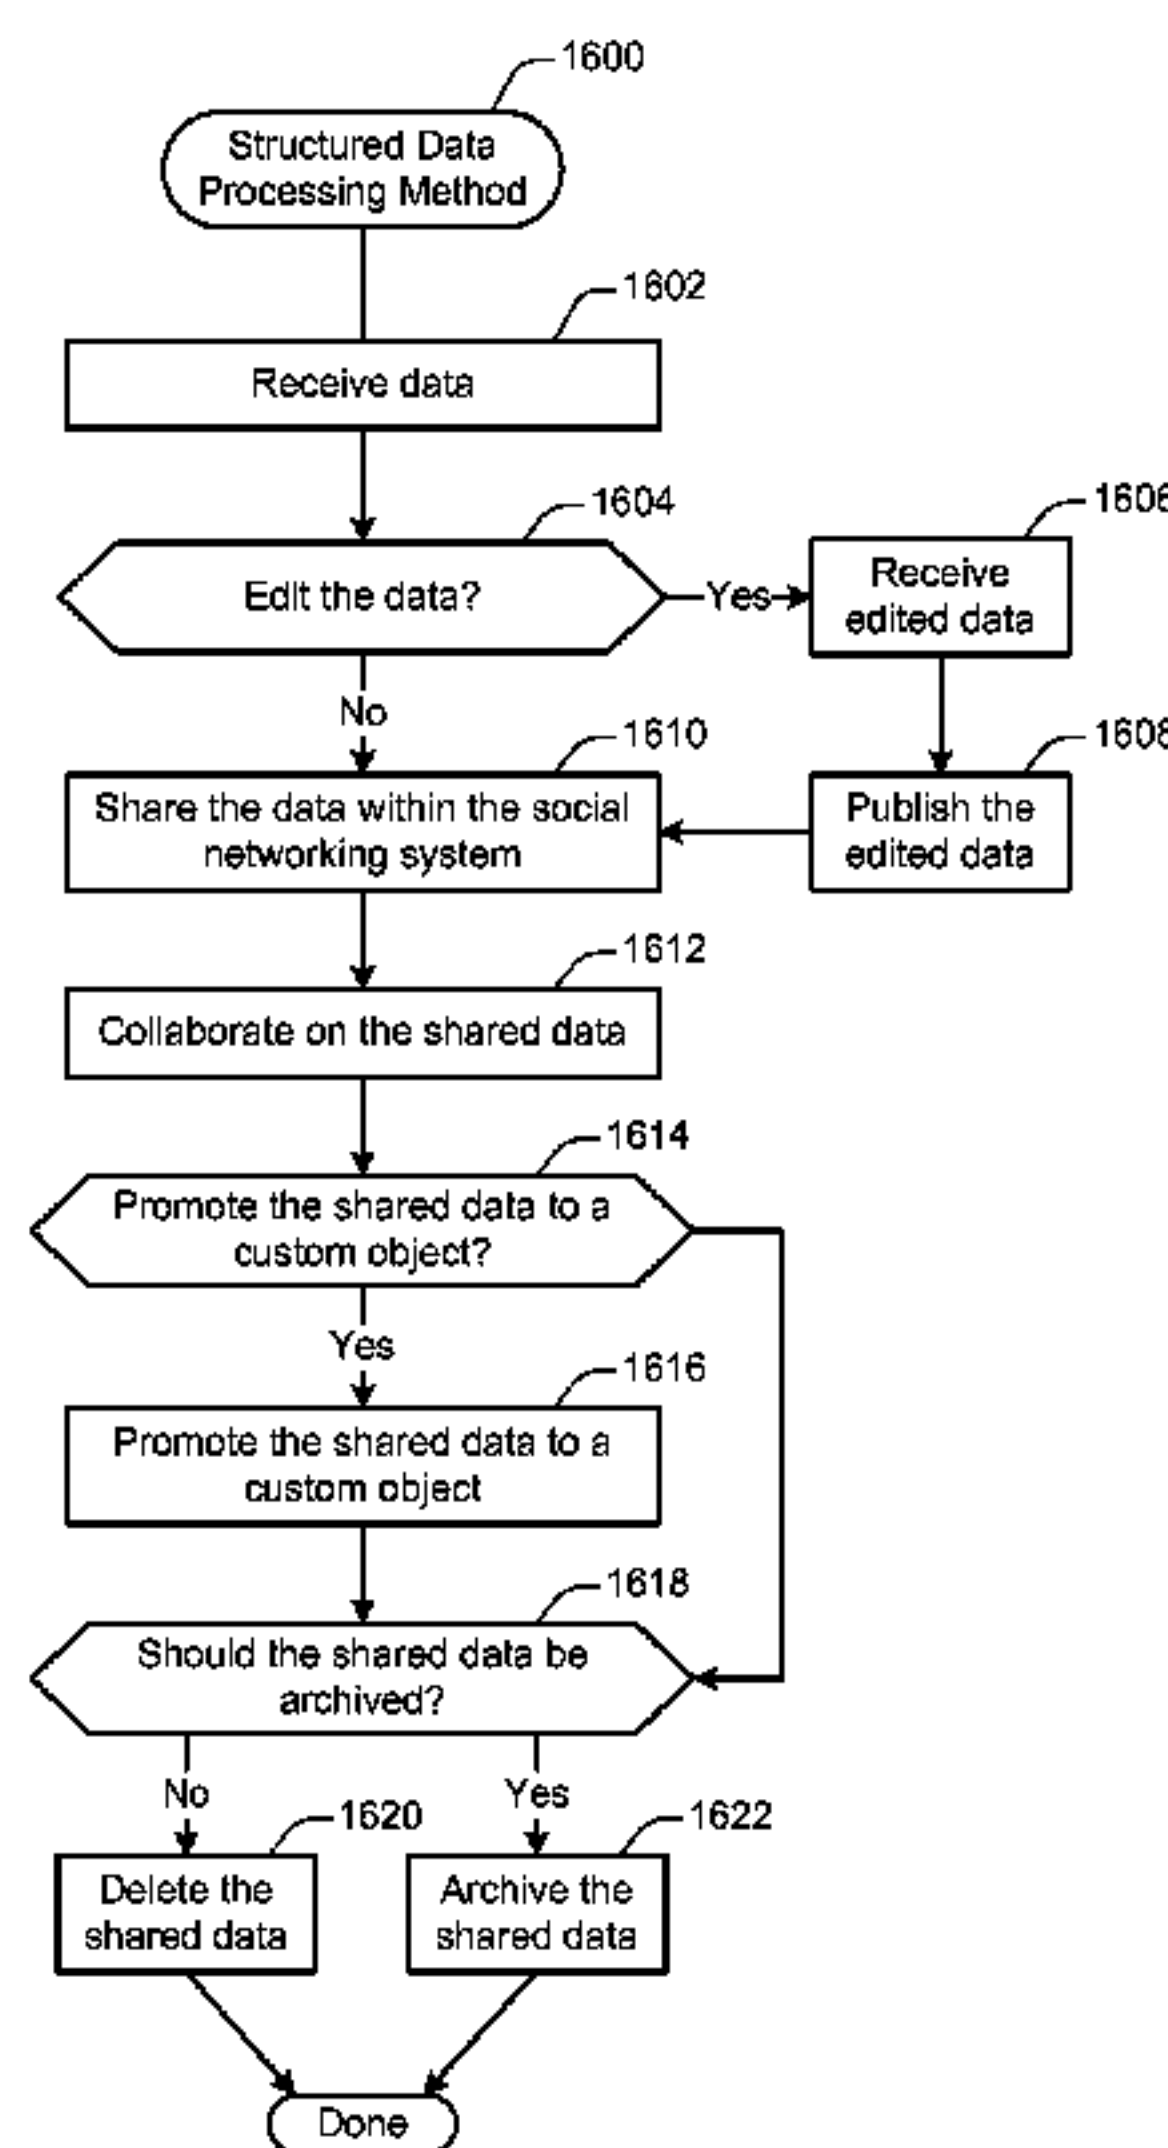 1600
Structured Data
Processing Method
1602
Receive data
1604
Edit the data?
Yes
1606
Receive
edited data
No
1610
Share the data within the social
networking system
1608
Publish the
edited data
1612
Collaborate on the shared data
1614
Promote the shared data to a
custom object?
Yes
1616
Promote the shared data to a
custom object
1618
Should the shared data be
archived?
No
Yes
1620
Delete the
shared data
1622
Archive the
shared data
Done